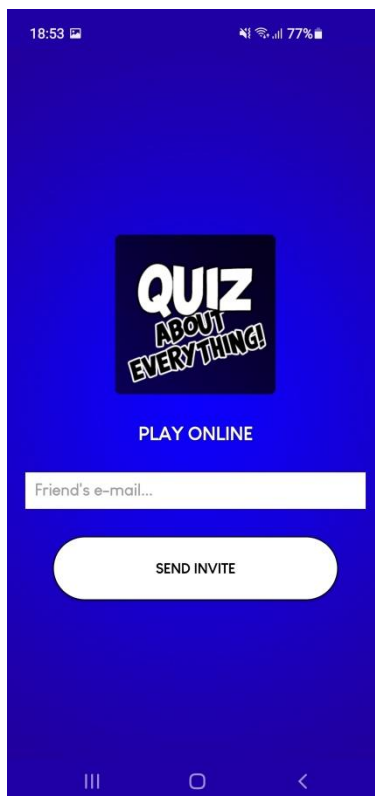 18:53 77%
QUIZ
ABOUT
EVERYTHING!
PLAY ONLINE
Friend's e-mail...
SEND INVITE